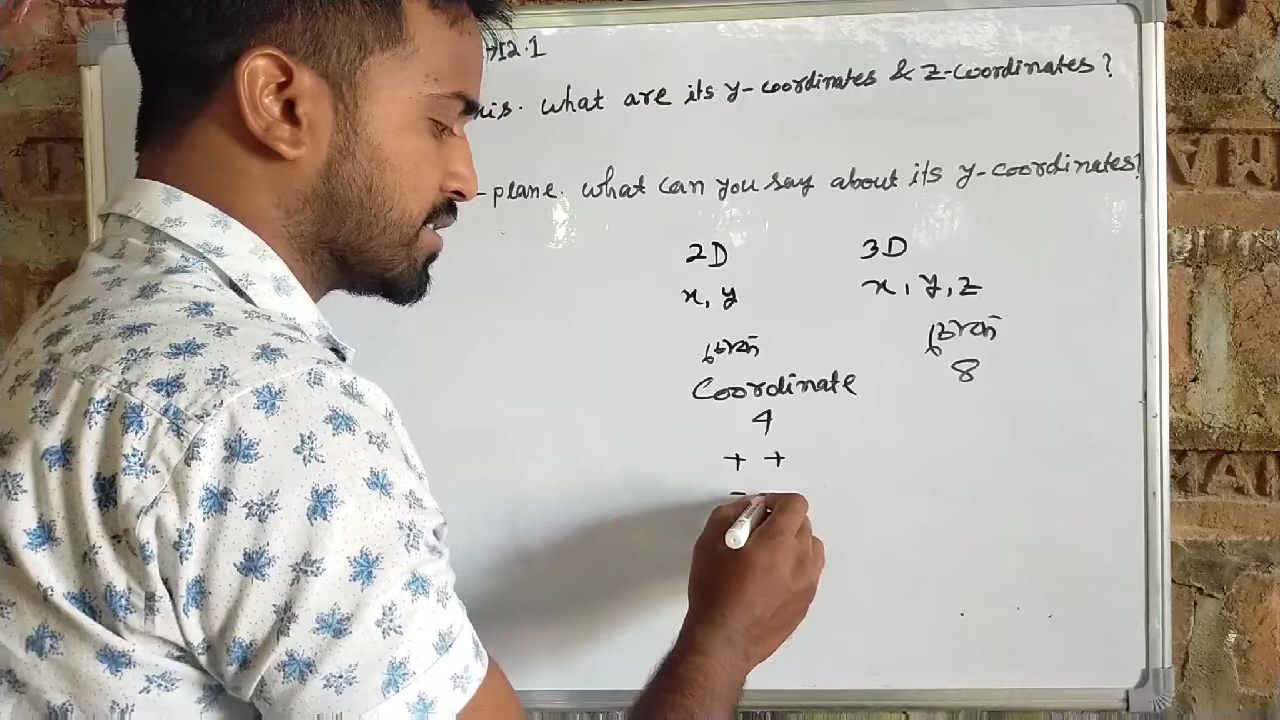 12.1
What are its y-coordinates & z-coordinates?
-plane. What can you say about its y-coordinates?
2D 3D
x, y x, y, z
Coordinate 8
4
+ +
-